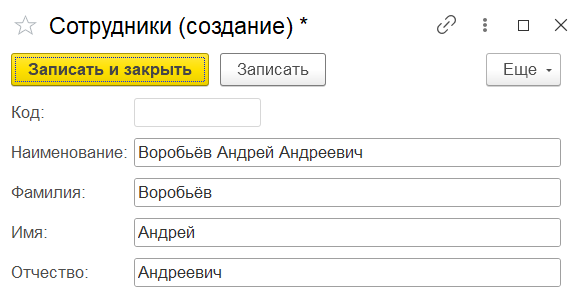 Сотрудники (создание) *
Записать и закрыть Записать Еще
Код:
Наименование: Воробьёв Андрей Андреевич
Фамилия: Воробьёв
Имя: Андрей
Отчество: Андреевич